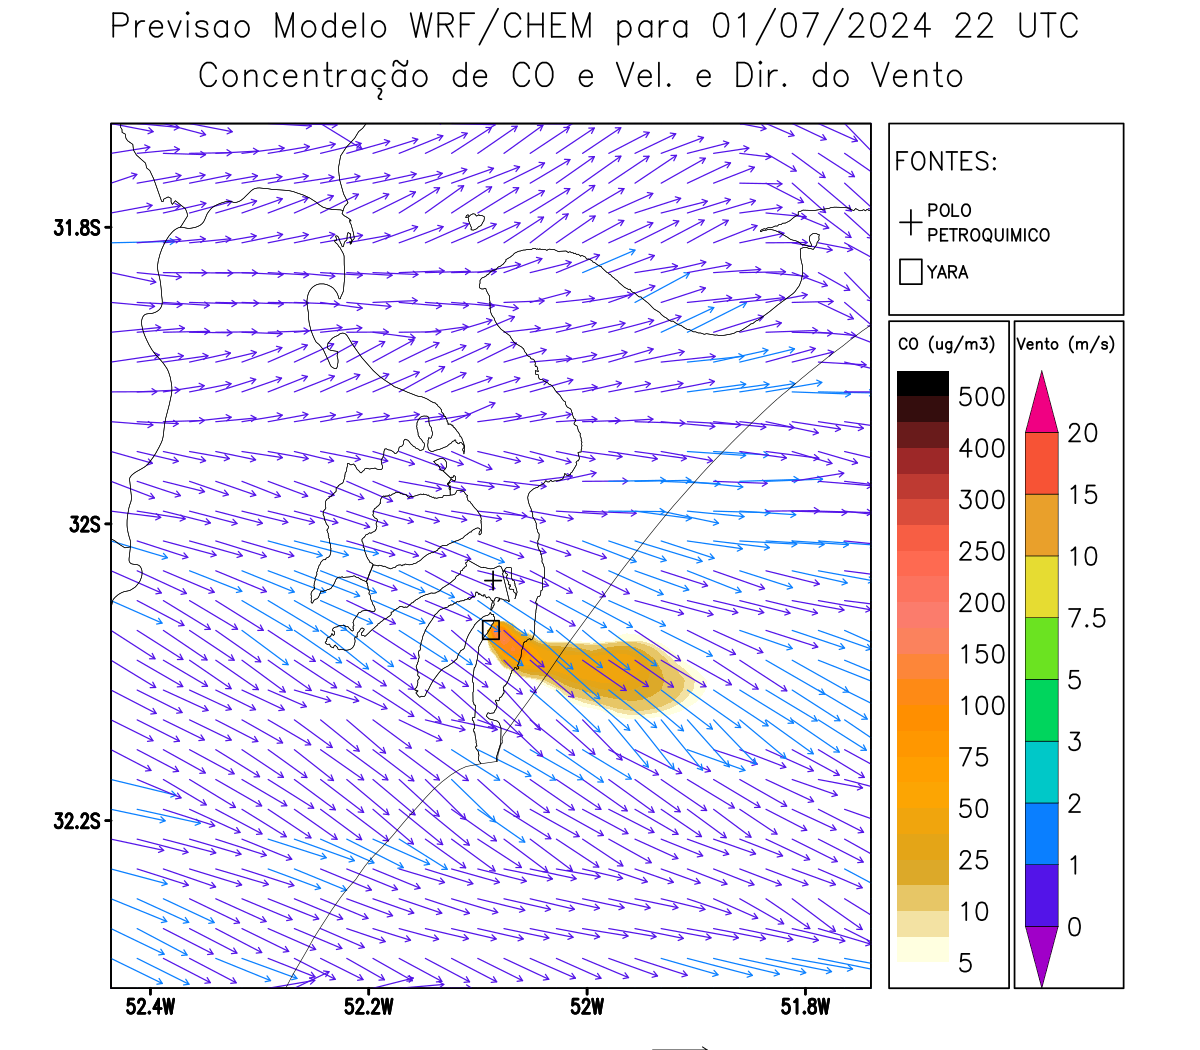 Previsao Modelo WRF/CHEM para 01/07/2024 22 UTC
Concentração de CO e Vel. e Dir. do Vento
31.8S
32S
32.2S
52.4W
52.2W
52W
51.8W
FONTES:
POLO
PETROQUIMICO
YARA
CO (ug/m3)
500
400
300
250
200
150
100
75
50
25
10
5
Vento (m/s)
20
15
10
7.5
5
3
2
1
0